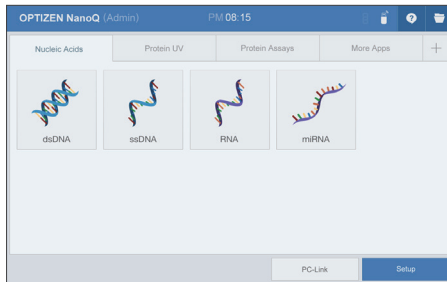 OPTIZEN NanoQ (Admin) PM 08:15 ?
Nucleic Acids Protein UV Protein Assays More Apps +
dsDNA ssDNA RNA miRNA
PC-Link Setup